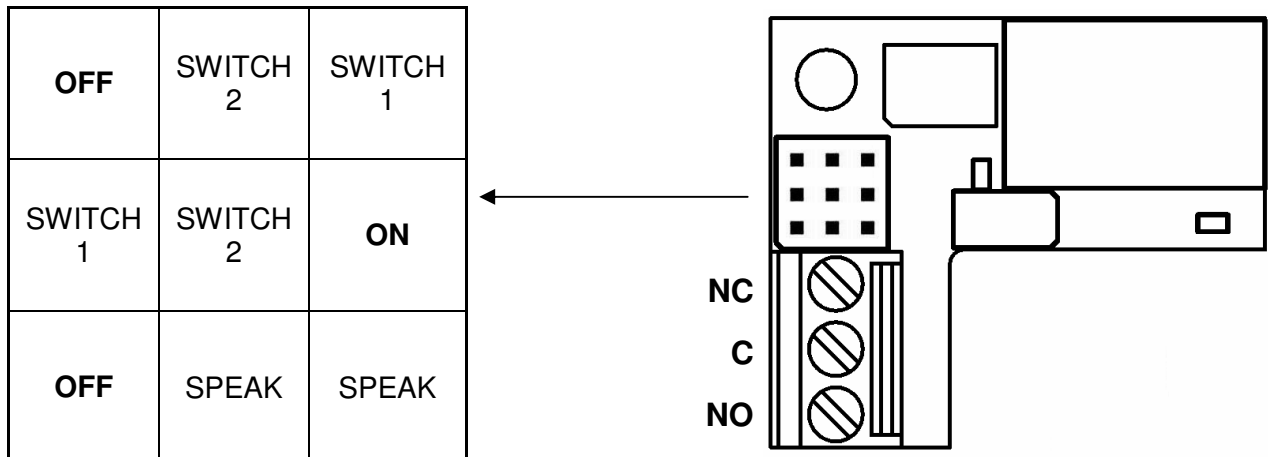 OFF
SWITCH
2
SWITCH
1
SWITCH
1
SWITCH
2
ON
OFF
SPEAK
SPEAK
NC
C
NO